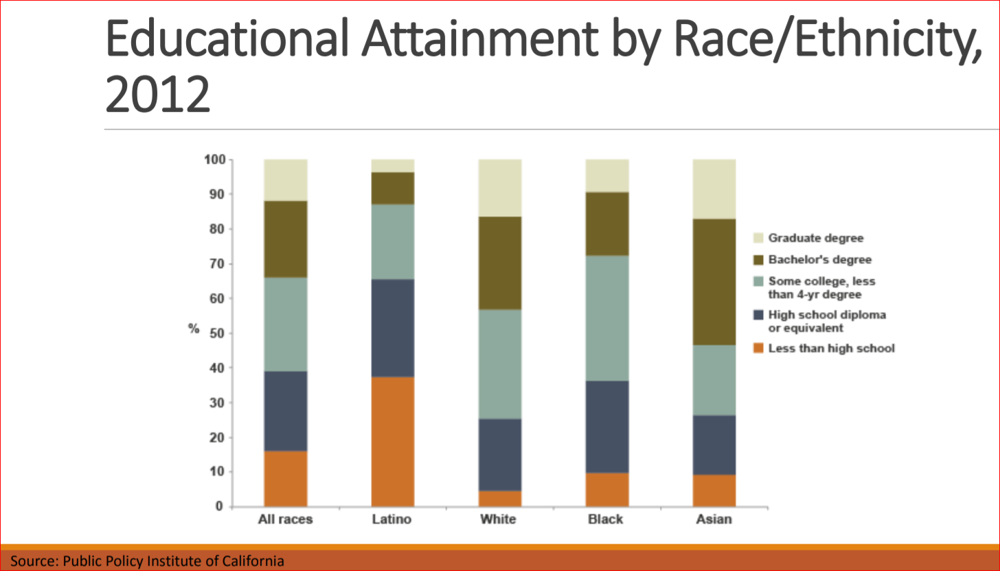 Educational Attainment by Race/Ethnicity,
2012
100
90
80
70
60
50
40
30
20
10
0
%
All races
Latino
White
Black
Asian
Graduate degree
Bachelor's degree
Some college, less
than 4-yr degree
High school diploma
or equivalent
Less than high school
Source: Public Policy Institute of California